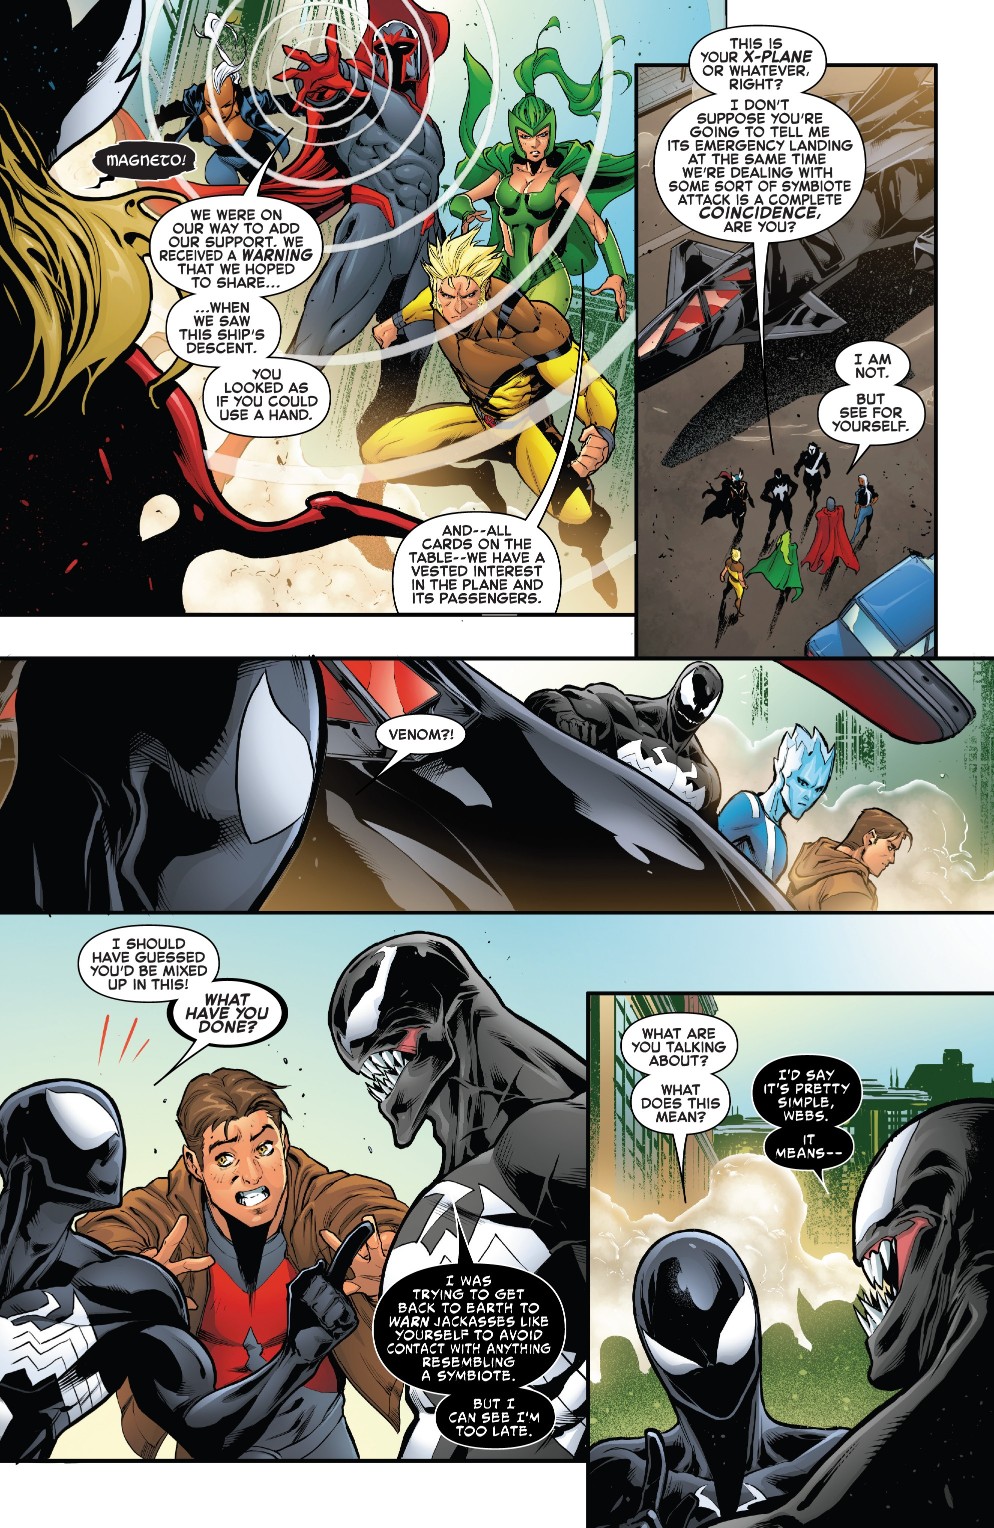 MAGNETO!
WE WERE ON
OUR WAY TO ADD
OUR SUPPORT. WE
RECEIVED A WARNING
THAT WE HOPED
TO SHARE...
...WHEN
WE SAW
THIS SHIP'S
DESCENT.
YOU
LOOKED AS
IF YOU COULD
USE A HAND.
AND--ALL
CARDS ON THE
TABLE--WE HAVE A
VESTED INTEREST
IN THE PLANE AND
ITS PASSENGERS.
THIS IS
YOUR X-PLANE
OR WHATEVER,
RIGHT?
I DON'T
SUPPOSE YOU'RE
GOING TO TELL ME
ITS EMERGENCY LANDING
AT THE SAME TIME
WE'RE DEALING WITH
SOME SORT OF SYMBIOTE
ATTACK IS A COMPLETE
COINCIDENCE,
ARE YOU?
I AM
NOT.
BUT
SEE FOR
YOURSELF.
VENOM?!
I SHOULD
HAVE GUESSED
YOU'D BE MIXED
UP IN THIS!
WHAT
HAVE YOU
DONE?
I WAS
TRYING TO GET
BACK TO EARTH TO
WARN JACKASSES LIKE
YOURSELF TO AVOID
CONTACT WITH ANYTHING
RESEMBLING
A SYMBIOTE.
BUT I
CAN SEE I'M
TOO LATE.
WHAT ARE
YOU TALKING
ABOUT?
WHAT
DOES THIS
MEAN?
I'D SAY
IT'S PRETTY
SIMPLE,
WEBS.
IT
MEANS--